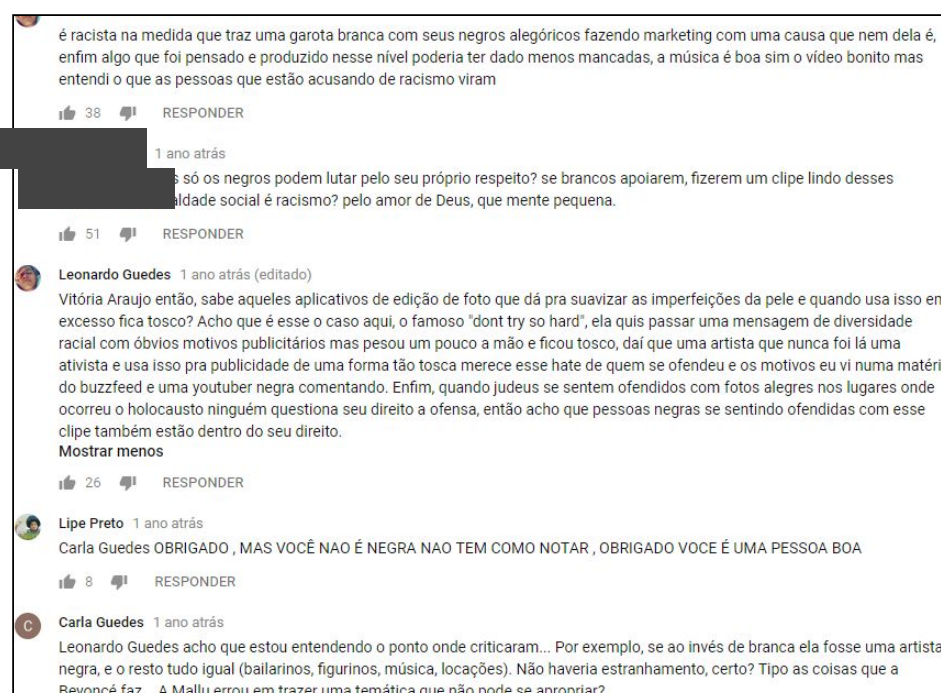 é racista na medida que traz uma garota branca com seus negros alegóricos fazendo marketing com uma causa que nem dela é,
enfim algo que foi pensado e produzido nesse nível poderia ter dado menos mancadas, a música é boa sim o vídeo bonito mas
entendi o que as pessoas que estão acusando de racismo viram
38 RESPONDER
1 ano atrás
só os negros podem lutar pelo seu próprio respeito? se brancos apoiarem, fizerem um clipe lindo desses
aldade social é racismo? pelo amor de Deus, que mente pequena.
51 RESPONDER
Leonardo Guedes 1 ano atrás (editado)
Vitória Araujo então, sabe aqueles aplicativos de edição de foto que dá pra suavizar as imperfeições da pele e quando usa isso em
excesso fica tosco? Acho que é esse o caso aqui, o famoso "dont try so hard", ela quis passar uma mensagem de diversidade
racial com óbvios motivos publicitários mas pesou um pouco a mão e ficou tosco, daí que uma artista que nunca foi lá uma
ativista e usa isso pra publicidade de uma forma tão tosca merece esse hate de quem se ofendeu e os motivos eu vi numa matéri
do buzzfeed e uma youtuber negra comentando. Enfim, quando judeus se sentem ofendidos com fotos alegres nos lugares onde
ocorreu o holocausto ninguém questiona seu direito a ofensa, então acho que pessoas negras se sentindo ofendidas com esse
clipe também estão dentro do seu direito.
Mostrar menos
26 RESPONDER
Lipe Preto 1 ano atrás
Carla Guedes OBRIGADO , MAS VOCÊ NAO É NEGRA NAO TEM COMO NOTAR , OBRIGADO VOCE É UMA PESSOA BOA
8 RESPONDER
C
Carla Guedes 1 ano atrás
Leonardo Guedes acho que estou entendendo o ponto onde criticaram... Por exemplo, se ao invés de branca ela fosse uma artista
negra, e o resto tudo igual (bailarinos, figurinos, música, locações). Não haveria estranhamento, certo? Tipo as coisas que a
Beyoncé faz... A Mallu errou em trazer uma temática que não pode se apropriar?